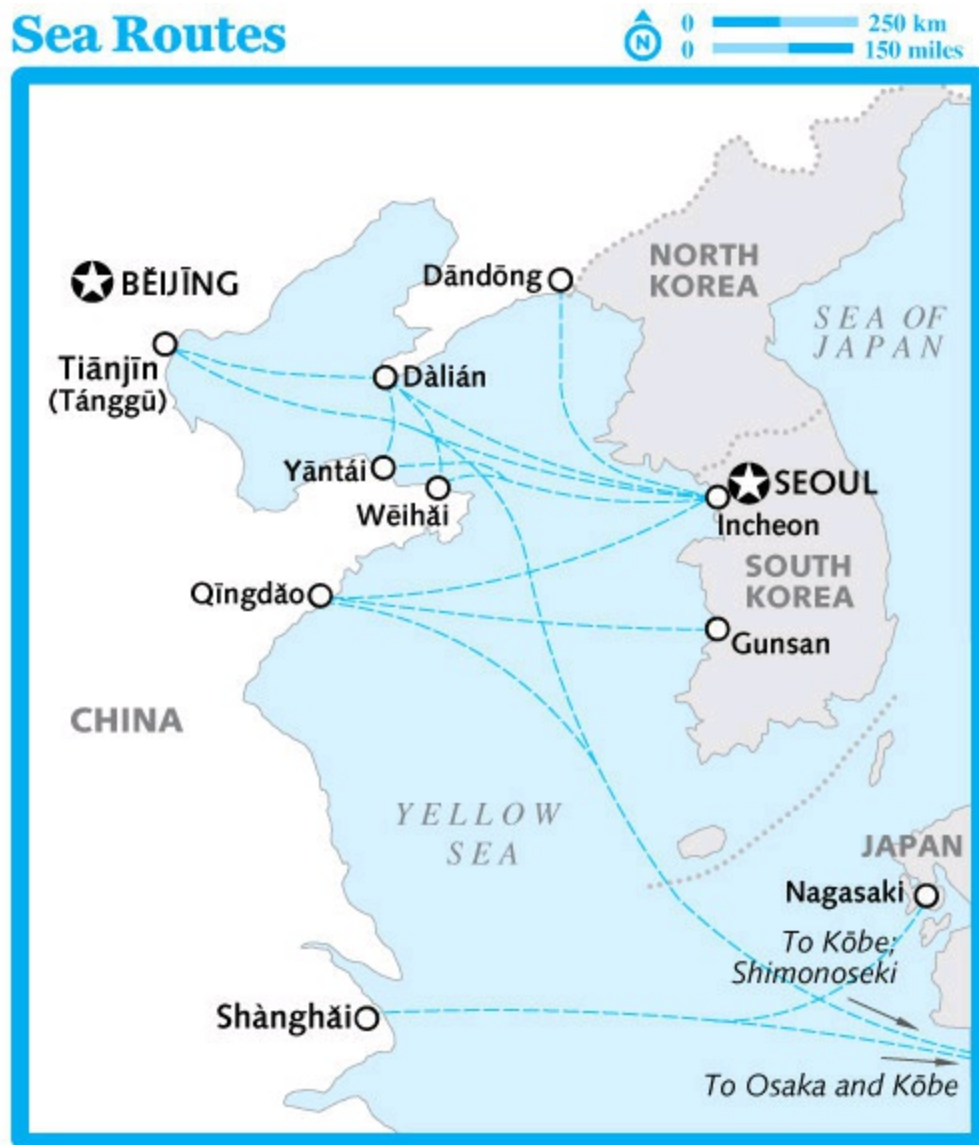 Sea Routes
N
0 250 km
0 150 miles
NORTH
KOREA
Dāndōng
BĚIJĪNG
SEA OF
JAPAN
Tiānjīn
(Tánggū)
Dàlián
Yāntái
SEOUL
Wēihǎi
Incheon
SOUTH
KOREA
Qīngdǎo
Gunsan
CHINA
YELLOW
SEA
JAPAN
Nagasaki
To Kōbe;
Shimonoseki
Shànghǎi
To Osaka and Kōbe